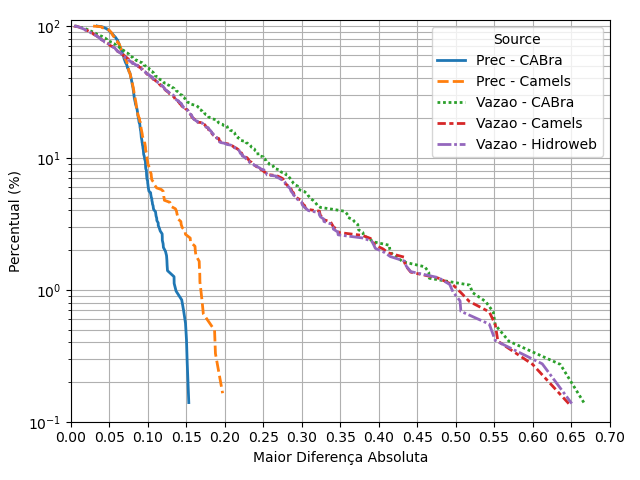 Source
Prec - CABra
Prec - Camels
Vazao - CABra
Vazao - Camels
Vazao - Hidroweb
10²
10¹
10⁰
10⁻¹
Percentual (%)
0.00 0.05 0.10 0.15 0.20 0.25 0.30 0.35 0.40 0.45 0.50 0.55 0.60 0.65 0.70
Maior Diferença Absoluta